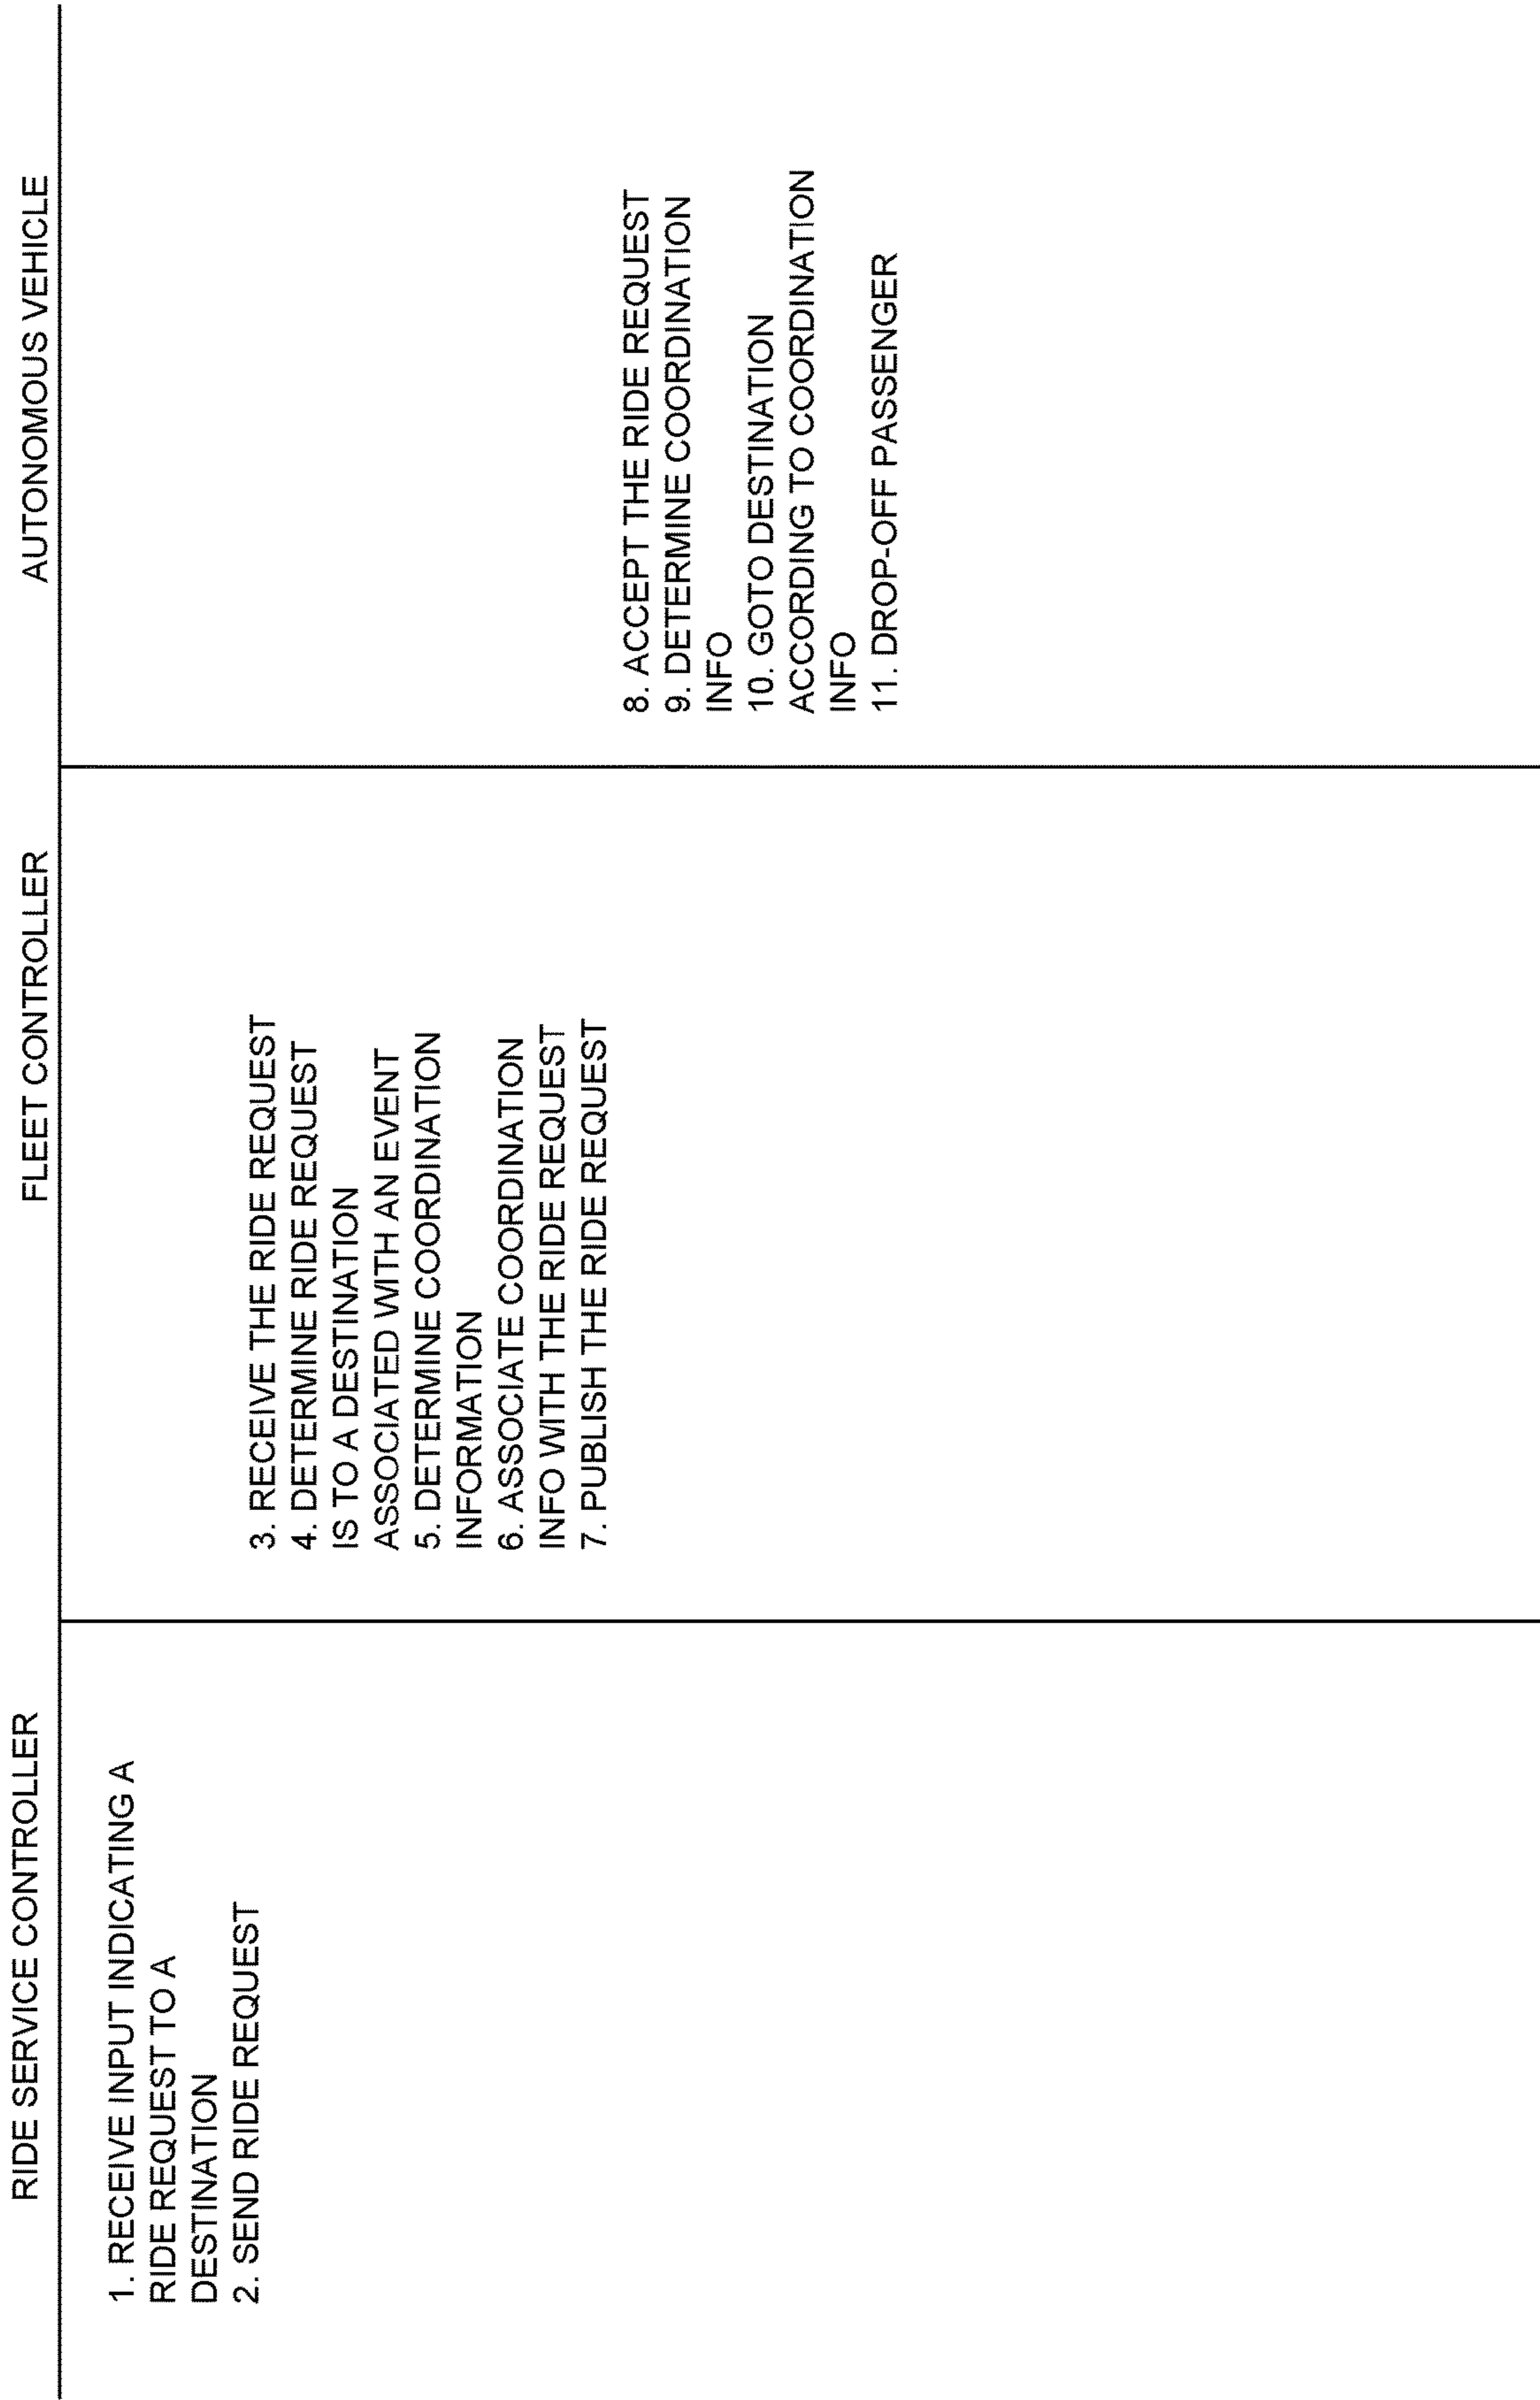 RIDE SERVICE CONTROLLER
FLEET CONTROLLER
AUTONOMOUS VEHICLE
1. RECEIVE INPUT INDICATING A
RIDE REQUEST TO A
DESTINATION
2. SEND RIDE REQUEST
3. RECEIVE THE RIDE REQUEST
4. DETERMINE RIDE REQUEST
IS TO A DESTINATION
ASSOCIATED WITH AN EVENT
5. DETERMINE COORDINATION
INFORMATION
6. ASSOCIATE COORDINATION
INFO WITH THE RIDE REQUEST
7. PUBLISH THE RIDE REQUEST
8. ACCEPT THE RIDE REQUEST
9. DETERMINE COORDINATION
INFO
10. GOTO DESTINATION
ACCORDING TO COORDINATION
INFO
11. DROP-OFF PASSENGER